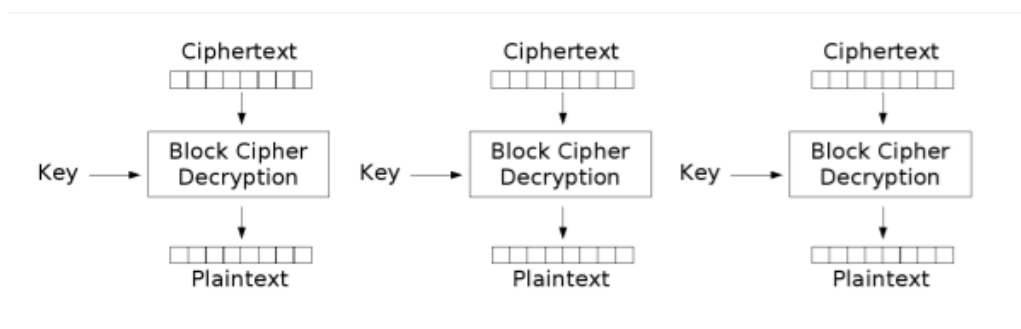 Ciphertext Ciphertext Ciphertext
Block Cipher Block Cipher Block Cipher
Key Key Key
Decryption Decryption Decryption
Plaintext Plaintext Plaintext